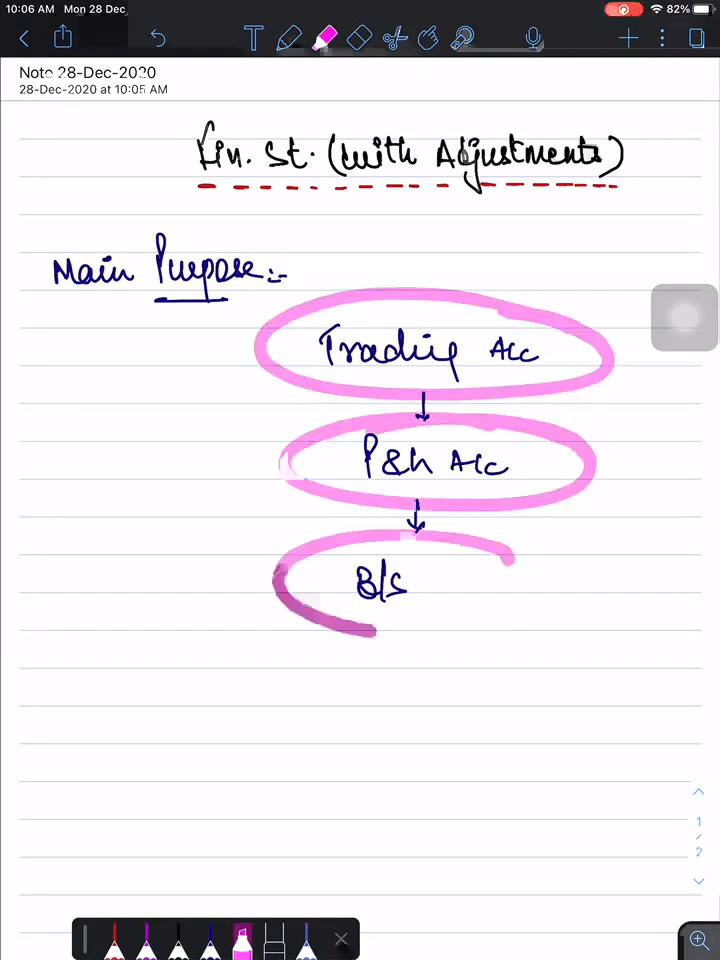 10:06 AM Mon 28 Dec
82%
Note 28-Dec-2020
28-Dec-2020 at 10:05 AM
Fin. St. (with Adjustments)
Main Purpose :-
Trading A/c
↓
P&L A/c
↓
B/S
1
/
2